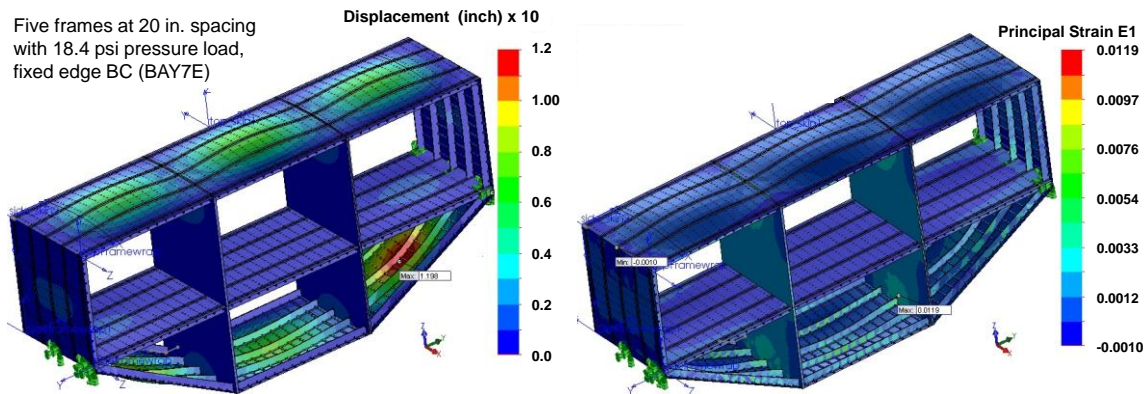 Five frames at 20 in. spacing
with 18.4 psi pressure load,
fixed edge BC (BAY7E)
Displacement (inch) x 10
1.2
1.00
0.8
0.6
0.4
0.2
0.0
Max: 1.198
Principal Strain E1
0.0119
0.0097
0.0076
0.0054
0.0033
0.0012
-0.0010
Min: -0.0010
Max: 0.0119